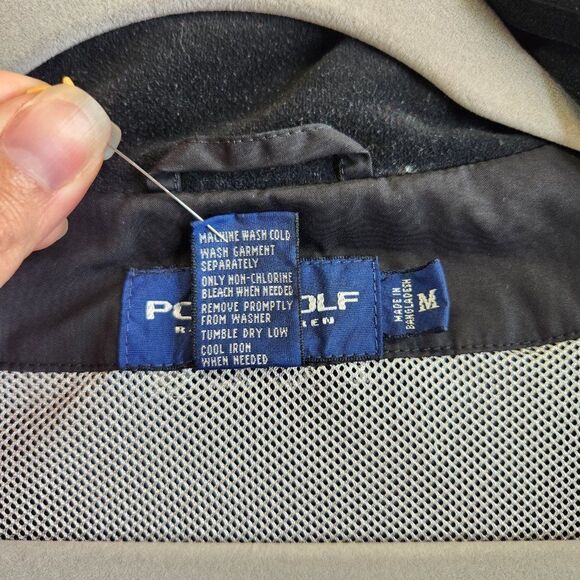 MACHINE WASH COLD
WASH GARMENT
SEPARATELY
ONLY NON-CHLORINE
BLEACH WHEN NEEDED
REMOVE PROMPTLY
FROM WASHER
TUMBLE DRY LOW
COOL IRON
WHEN NEEDED
PO OLF
R REN
MADE IN
BANGLADESH
M